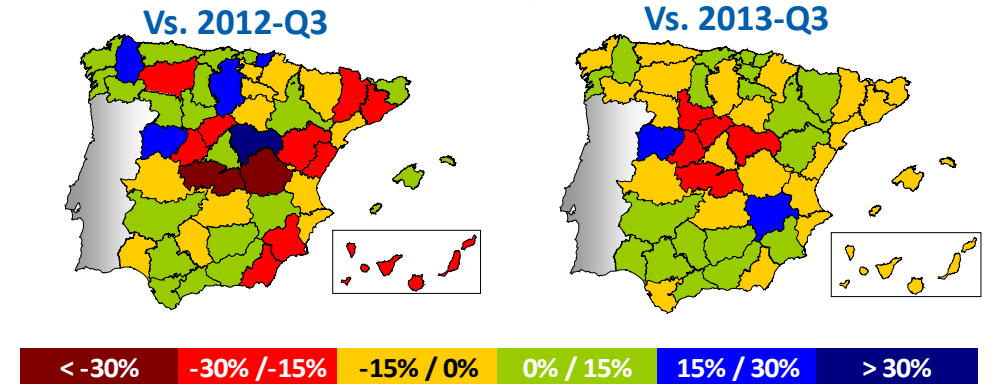 Vs. 2012-Q3
Vs. 2013-Q3
< -30%
-30% /-15%
-15% / 0%
0% / 15%
15% / 30%
> 30%